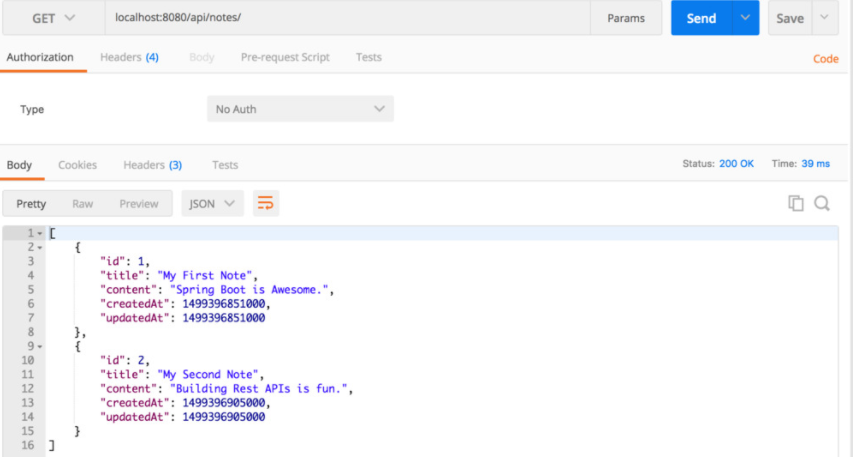 GET localhost:8080/api/notes/ Params Send Save
Authorization Headers (4) Body Pre-request Script Tests Code
Type No Auth
Body Cookies Headers (3) Tests Status: 200 OK Time: 39 ms
Pretty Raw Preview JSON
1 [
2 {
3 "id": 1,
4 "title": "My First Note",
5 "content": "Spring Boot is Awesome.",
6 "createdAt": 1499396851000,
7 "updatedAt": 1499396851000
8 },
9 {
10 "id": 2,
11 "title": "My Second Note",
12 "content": "Building Rest APIs is fun.",
13 "createdAt": 1499396905000,
14 "updatedAt": 1499396905000
15 }
16 ]